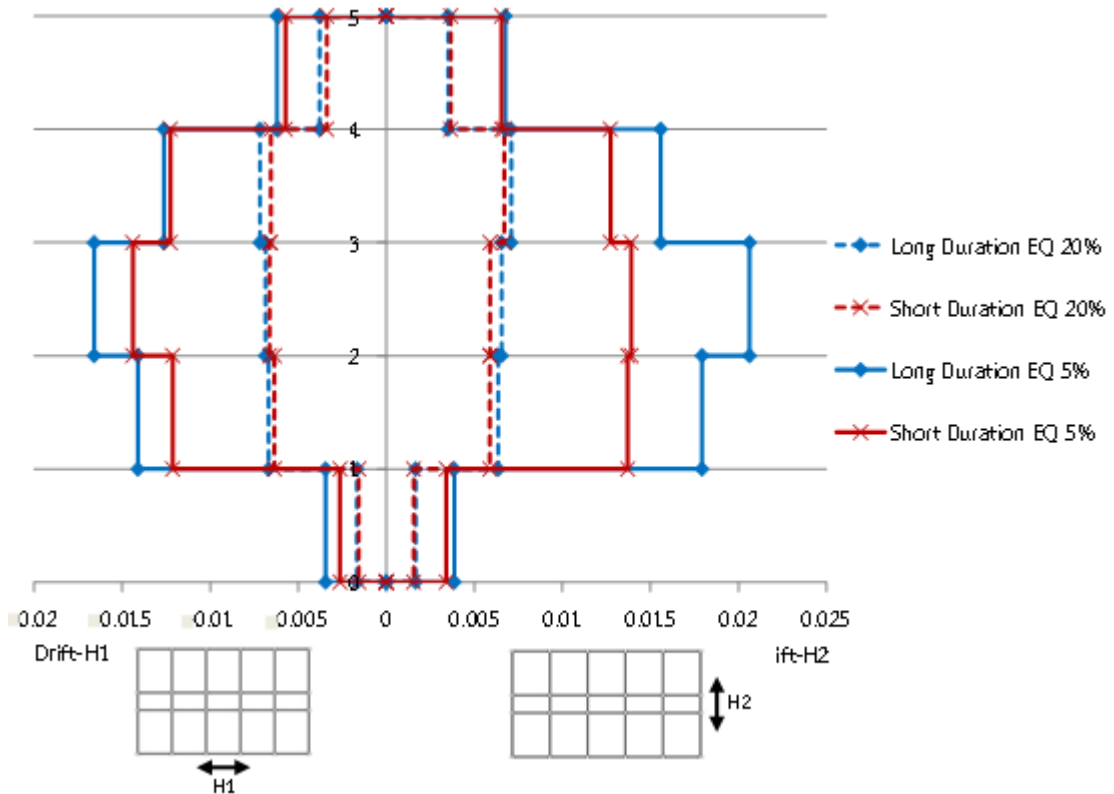 5
4
3
Long Duration EQ 20%
Short Duration EQ 20%
2
Long Duration EQ 5%
Short Duration EQ 5%
1
0
-0.02 0.015 0.01 0.005 0 0.005 0.01 0.015 0.02 0.025
Drift-H1 ift-H2
H2
H1